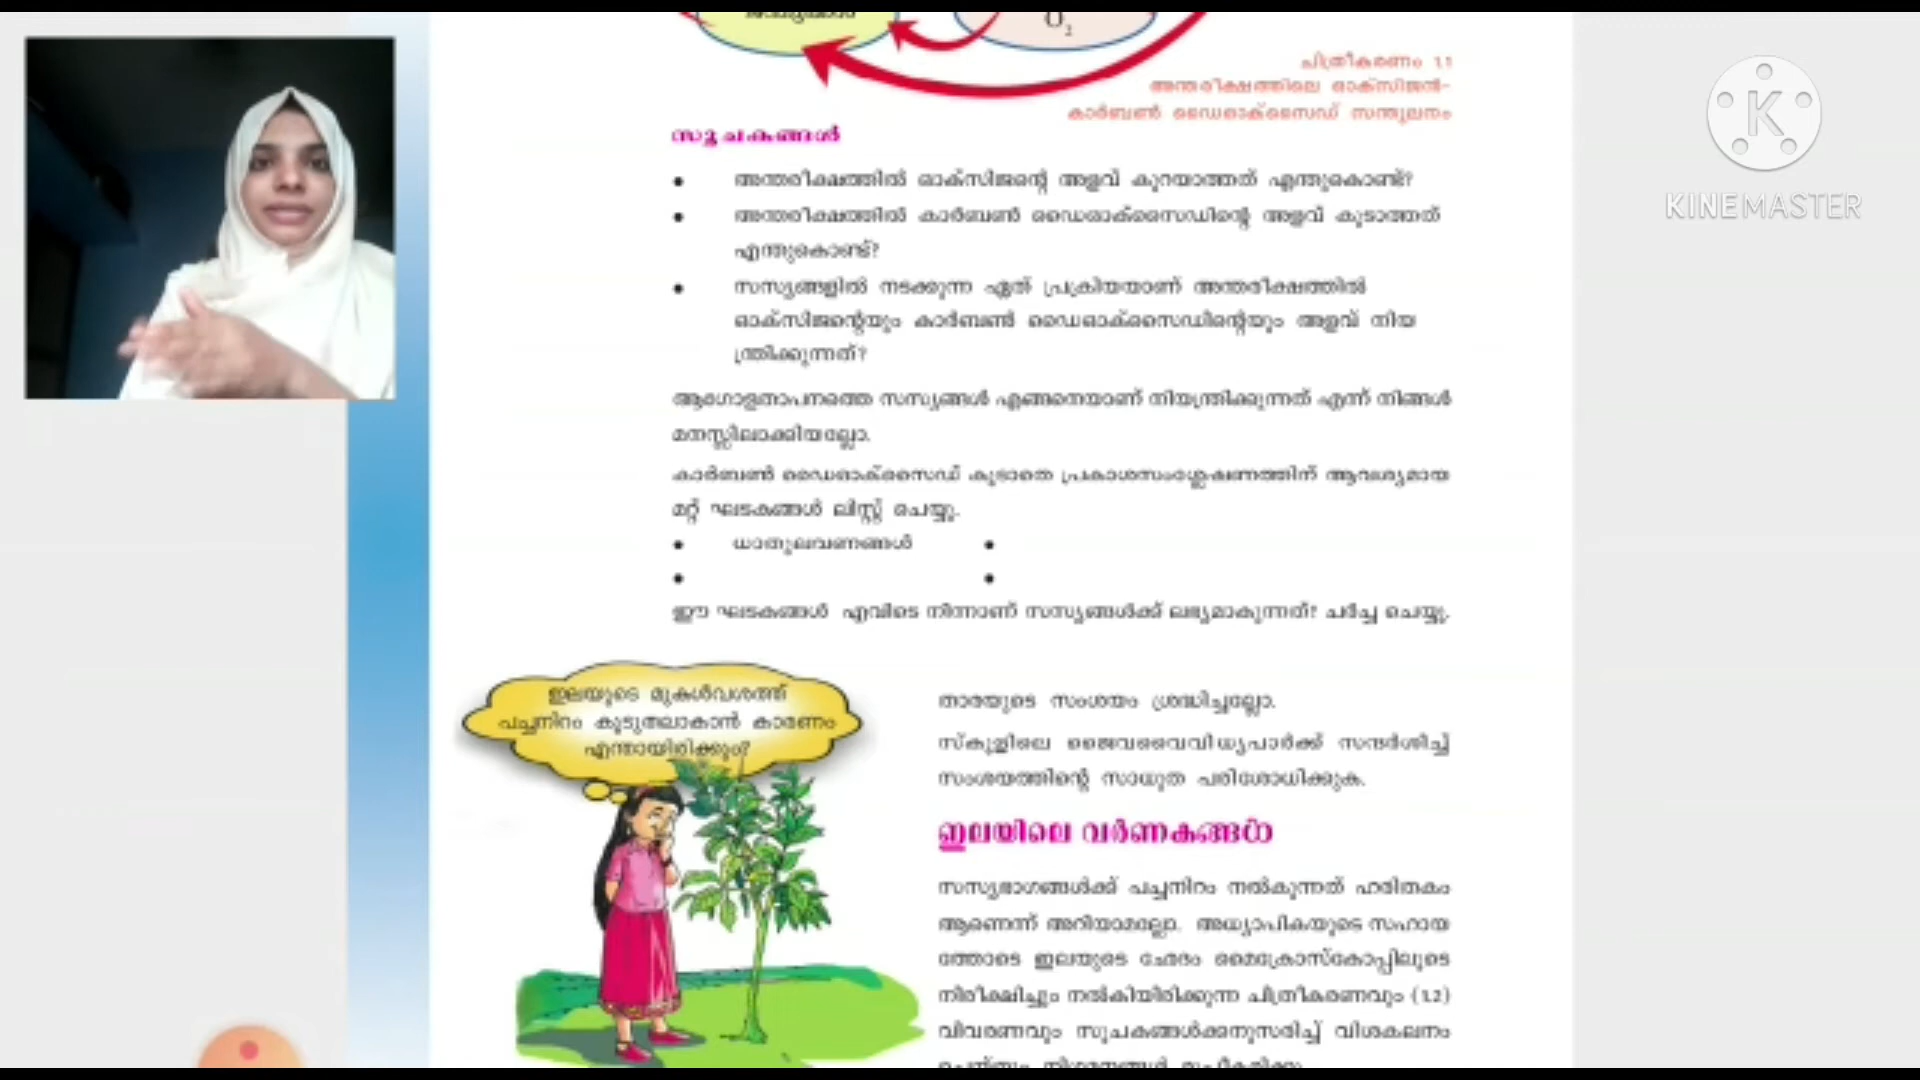 O2
ചിത്രീകരണം 1.1
അന്തരീക്ഷത്തിലെ ഓക്സിജൻ-
കാർബൺ ഡൈഓക്സൈഡ് സന്തുലനം
സൂചകങ്ങൾ
• അന്തരീക്ഷത്തിൽ ഓക്സിജന്റെ അളവ് കുറയാത്തത് എന്തുകൊണ്ട്?
• അന്തരീക്ഷത്തിൽ കാർബൺ ഡൈഓക്സൈഡിന്റെ അളവ് കൂടാത്തത്
എന്തുകൊണ്ട്?
• സസ്യങ്ങളിൽ നടക്കുന്ന ഏത് പ്രക്രിയയാണ് അന്തരീക്ഷത്തിൽ
ഓക്സിജന്റെയും കാർബൺ ഡൈഓക്സൈഡിന്റെയും അളവ് നിയ
ന്ത്രിക്കുന്നത്?
ആഗോളതാപനത്തെ സസ്യങ്ങൾ എങ്ങനെയാണ് നിയന്ത്രിക്കുന്നത് എന്ന് നിങ്ങൾ
മനസ്സിലാക്കിയല്ലോ.
കാർബൺ ഡൈഓക്സൈഡ് കൂടാതെ പ്രകാശസംശ്ലേഷണത്തിന് ആവശ്യമായ
മറ്റ് ഘടകങ്ങൾ ലിസ്റ്റ് ചെയ്യൂ.
• ധാതുലവണങ്ങൾ •
• •
ഈ ഘടകങ്ങൾ എവിടെ നിന്നാണ് സസ്യങ്ങൾക്ക് ലഭ്യമാകുന്നത്? ചർച്ച ചെയ്യൂ.
ഇലയുടെ മുകൾവശത്ത്
പച്ചനിറം കൂടുതലാകാൻ കാരണം
എന്തായിരിക്കും?
താരയുടെ സംശയം ശ്രദ്ധിച്ചല്ലോ.
സ്കൂളിലെ ജൈവവൈവിധ്യപാർക്ക് സന്ദർശിച്ച്
സംശയത്തിന്റെ സാധുത പരിശോധിക്കുക.
ഇലയിലെ വർണകങ്ങൾ
സസ്യഭാഗങ്ങൾക്ക് പച്ചനിറം നൽകുന്നത് ഹരിതകം
ആണെന്ന് അറിയാമല്ലോ. അധ്യാപികയുടെ സഹായ
ത്തോടെ ഇലയുടെ ഛേദം മൈക്രോസ്കോപ്പിലൂടെ
നിരീക്ഷിച്ചും നൽകിയിരിക്കുന്ന ചിത്രീകരണവും (1.2)
വിവരണവും സൂചകങ്ങൾക്കനുസരിച്ച് വിശകലനം
K
KINEMASTER